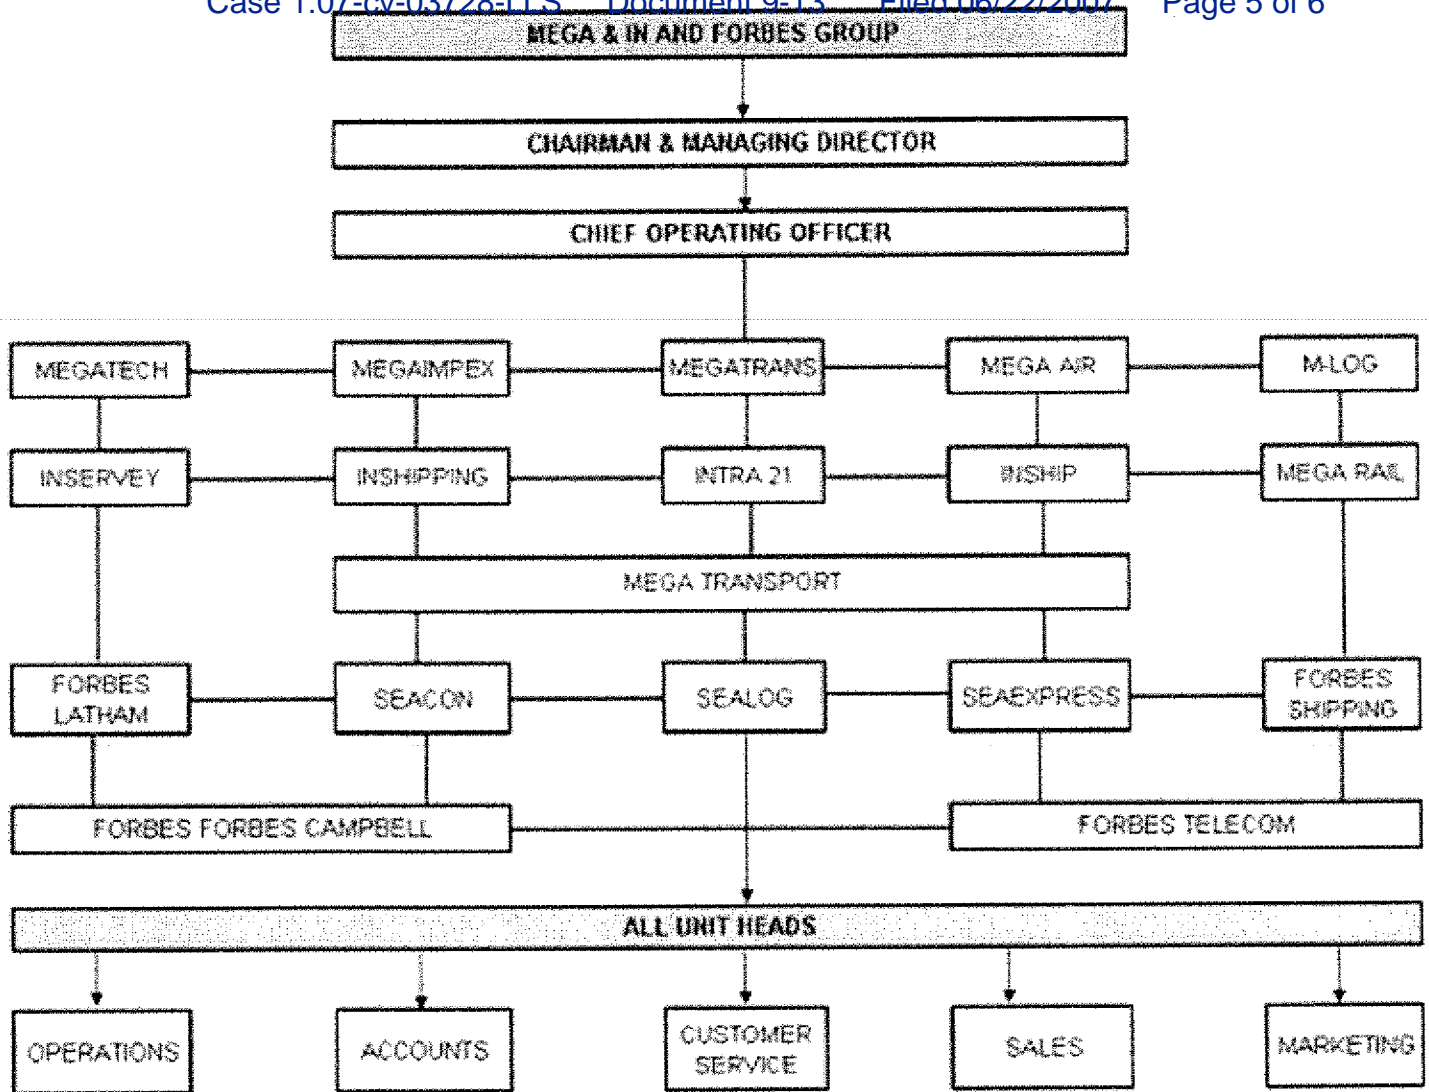 Case 1:07-cv-03728-LLS Document 9-13 Filed 06/22/2007 Page 5 of 6
MEGA & IN AND FORBES GROUP
CHAIRMAN & MANAGING DIRECTOR
CHIEF OPERATING OFFICER
MEGATECH MEGAIMPEX MEGATRANS MEGA AIR M-LOG
INSERVEY INSHIPPING INTRA 21 INSHIP MEGA RAIL
MEGA TRANSPORT
FORBES
LATHAM
SEACON
SEALOG
SEAEXPRESS
FORBES
SHIPPING
FORBES FORBES CAMPBELL FORBES TELECOM
ALL UNIT HEADS
OPERATIONS
ACCOUNTS
CUSTOMER
SERVICE
SALES
MARKETING